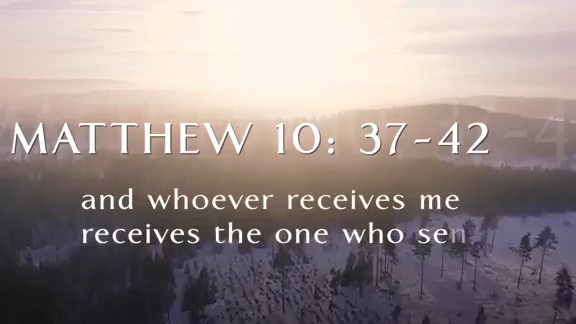 MATTHEW 10: 37-42
and whoever receives me
receives the one who sen